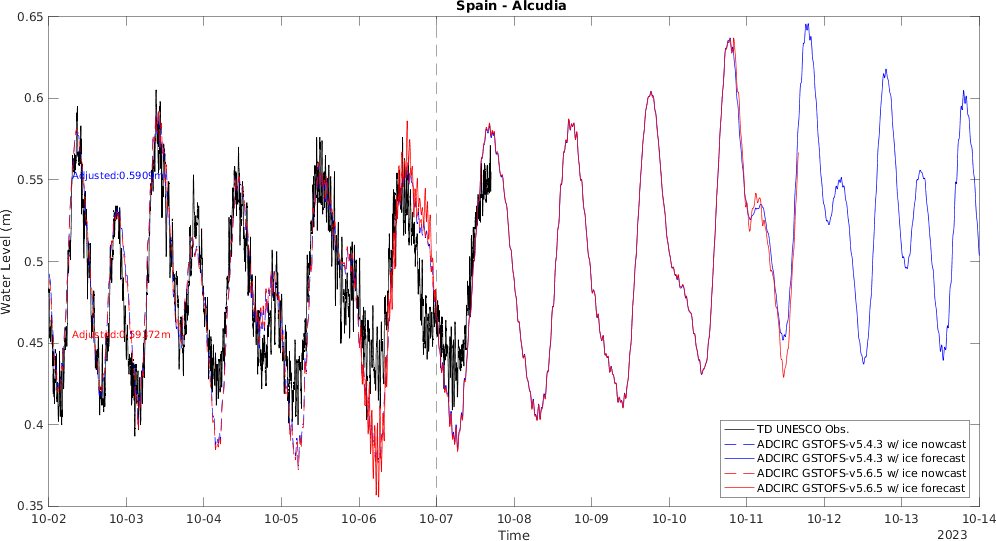 Spain - Alcudia
Water Level (m)
0.65
0.6
0.55
0.5
0.45
0.4
0.35
Adjusted:0.5909m
Adjusted:0.59172m
TD UNESCO Obs.
ADCIRC GSTOFS-v5.4.3 w/ ice nowcast
ADCIRC GSTOFS-v5.4.3 w/ ice forecast
ADCIRC GSTOFS-v5.6.5 w/ ice nowcast
ADCIRC GSTOFS-v5.6.5 w/ ice forecast
10-02 10-03 10-04 10-05 10-06 10-07 10-08 10-09 10-10 10-11 10-12 10-13 10-14
Time
2023